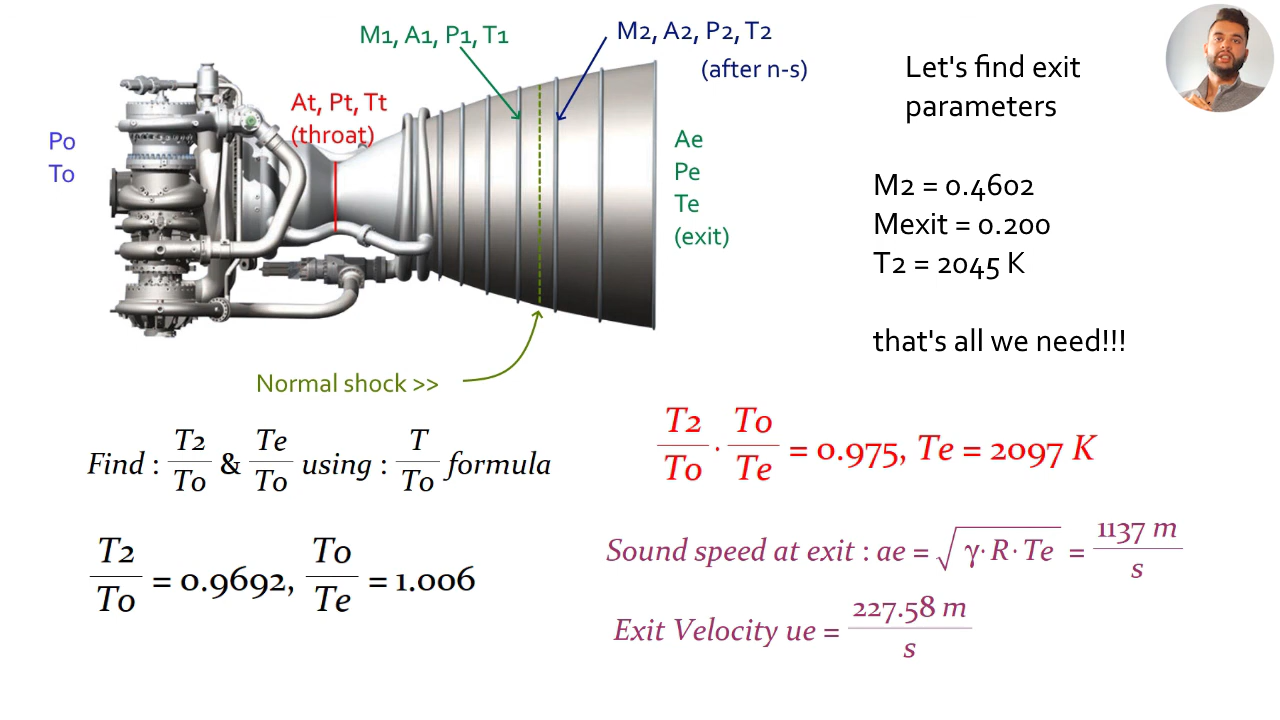 M1, A1, P1, T1
M2, A2, P2, T2
(after n-s)
Let's find exit
parameters
At, Pt, Tt
(throat)
Po
To
Ae
Pe
Te
(exit)
M2 = 0.4602
Mexit = 0.200
T2 = 2045 K
that's all we need!!!
Normal shock >>
Find : T2/To & Te/To using : T/To formula
T2/To · To/Te = 0.975, Te = 2097 K
T2/To = 0.9692, To/Te = 1.006
Sound speed at exit : ae = √γ· R· Te = 1137 m/s
Exit Velocity ue = 227.58 m/s